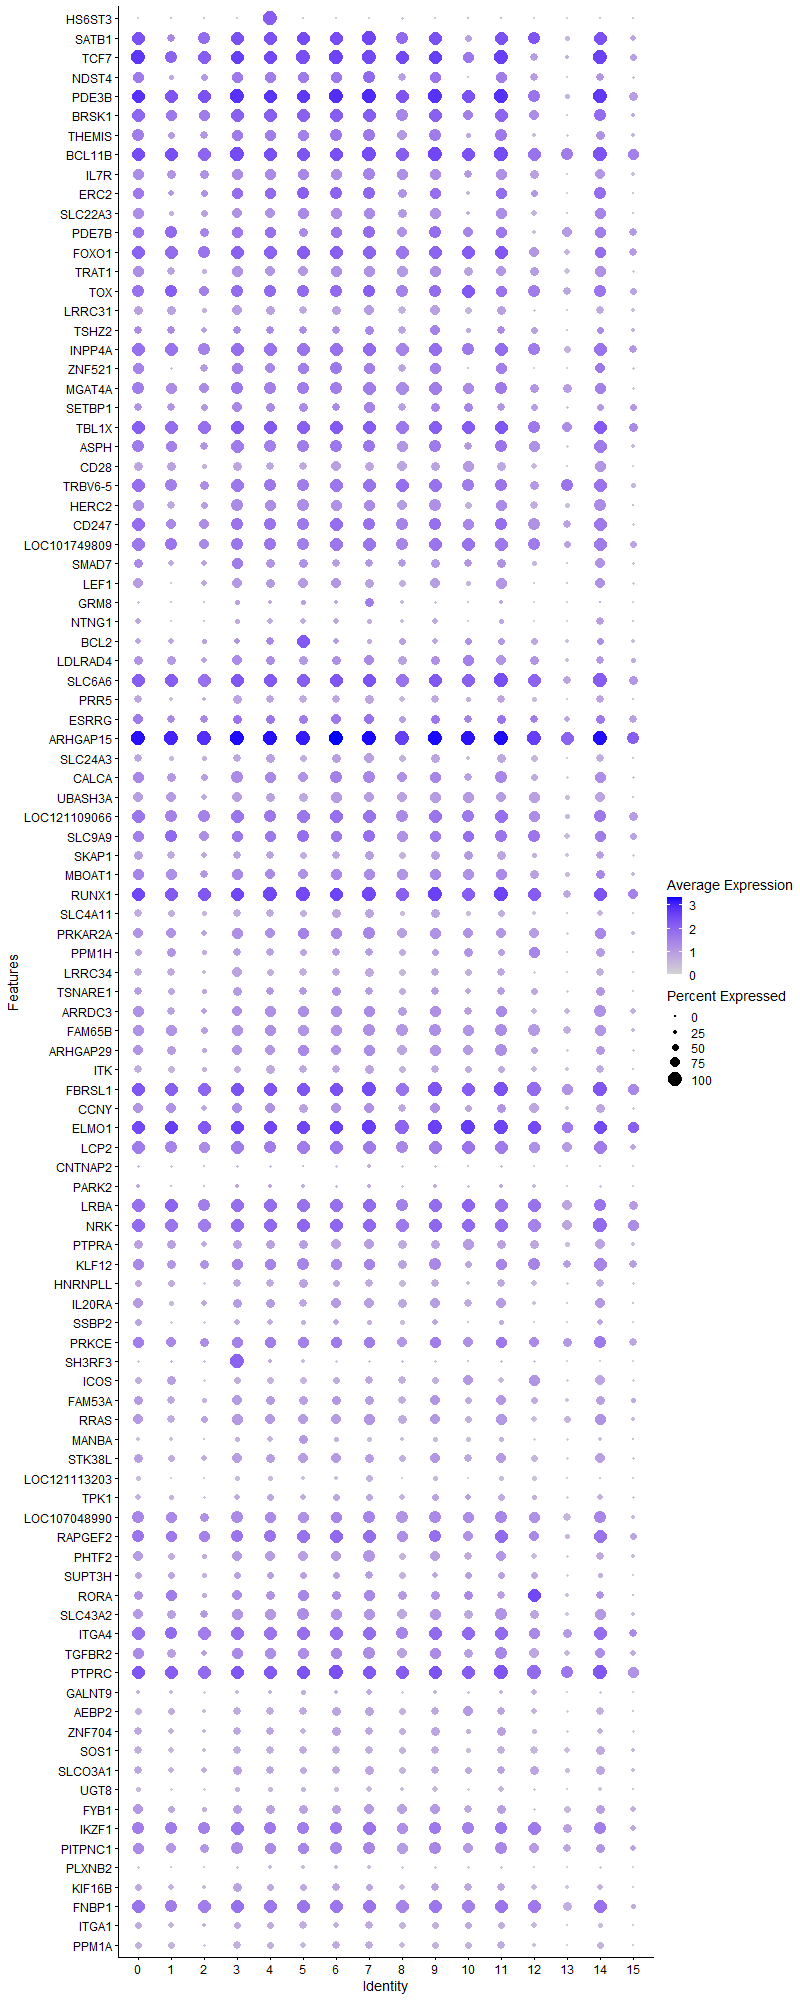 HS6ST3
SATB1
TCF7
NDST4
PDE3B
BRSK1
THEMIS
BCL11B
IL7R
ERC2
SLC22A3
PDE7B
FOXO1
TRAT1
TOX
LRRC31
TSHZ2
INPP4A
ZNF521
MGAT4A
SETBP1
TBL1X
ASPH
CD28
TRBV6-5
HERC2
CD247
LOC101749809
SMAD7
LEF1
GRM8
NTNG1
BCL2
LDLRAD4
SLC6A6
PRR5
ESRRG
ARHGAP15
SLC24A3
CALCA
UBASH3A
LOC121109066
SLC9A9
SKAP1
MBOAT1
RUNX1
SLC4A11
PRKAR2A
PPM1H
LRRC34
TSNARE1
ARRDC3
FAM65B
ARHGAP29
ITK
FBRSL1
CCNY
ELMO1
LCP2
CNTNAP2
PARK2
LRBA
NRK
PTPRA
KLF12
HNRNPLL
IL20RA
SSBP2
PRKCE
SH3RF3
ICOS
FAM53A
RRAS
MANBA
STK38L
LOC121113203
TPK1
LOC107048990
RAPGEF2
PHTF2
SUPT3H
RORA
SLC43A2
ITGA4
TGFBR2
PTPRC
GALNT9
AEBP2
ZNF704
SOS1
SLCO3A1
UGT8
FYB1
IKZF1
PITPNC1
PLXNB2
KIF16B
FNBP1
ITGA1
PPM1A
Features
0 1 2 3 4 5 6 7 8 9 10 11 12 13 14 15
Identity
Average Expression
3
2
1
0
Percent Expressed
0
25
50
75
100